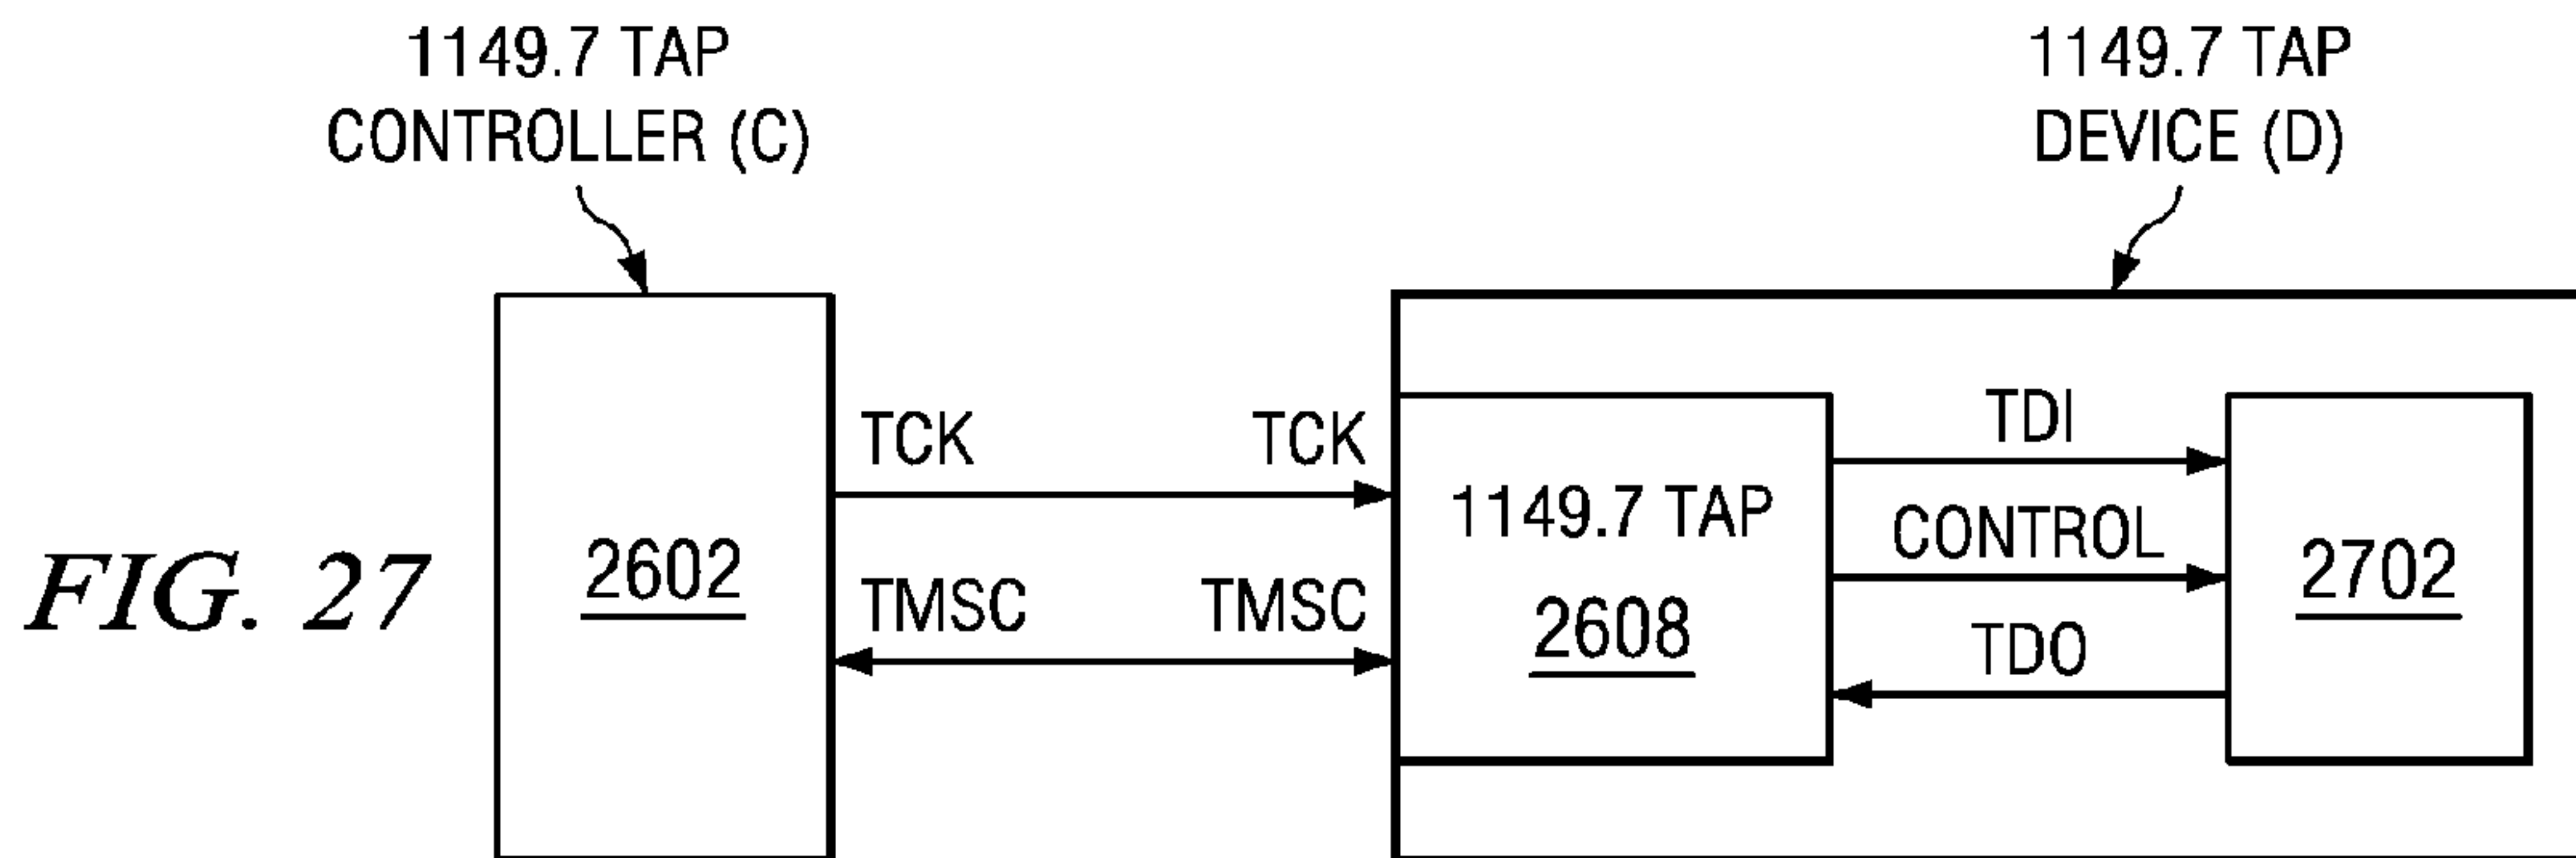 1149.7 TAP
CONTROLLER (C)
1149.7 TAP
DEVICE (D)
TCK
TCK
TMSC
TMSC
2602
1149.7 TAP
2608
TDI
CONTROL
TDO
2702
FIG. 27